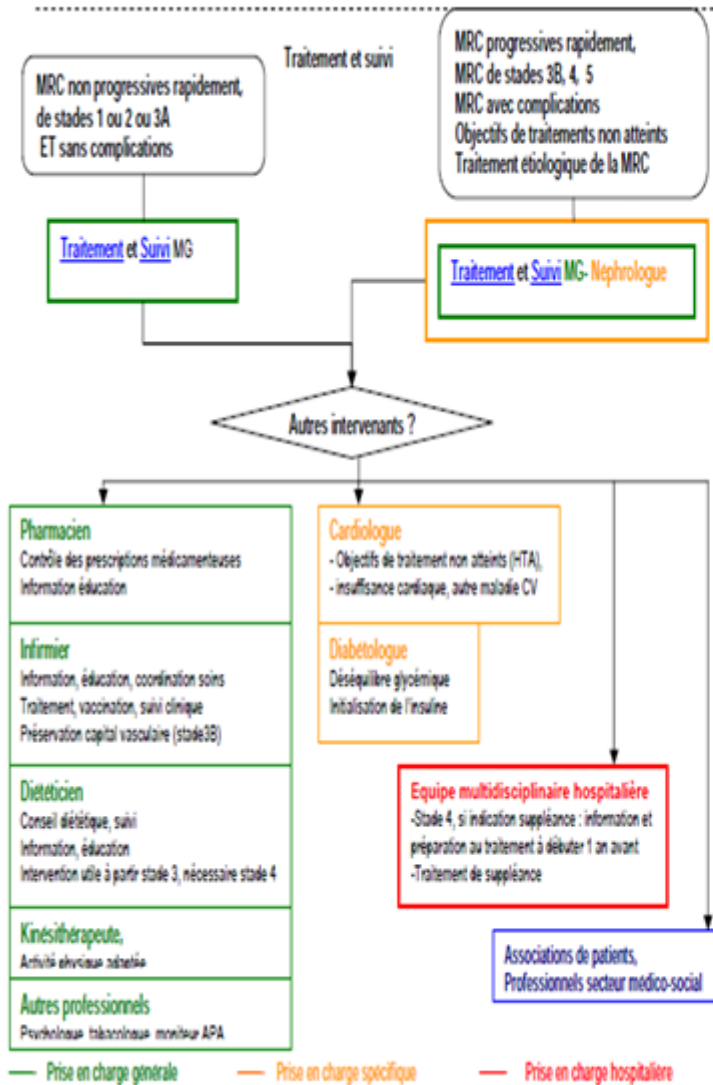 Traitement et suivi
MRC non progressives rapidement,
de stades 1 ou 2 ou 3A
ET sans complications
MRC progressives rapidement,
MRC de stades 3B, 4, 5
MRC avec complications
Objectifs de traitements non atteints
Traitement étiologique de la MRC
Traitement et Suivi MG
Traitement et Suivi MG- Néphrologue
Autres intervenants ?
Pharmacien
Contrôle des prescriptions médicamenteuses
Information éducation
Infirmier
Information, éducation, coordination soins
Traitement, vaccination, suivi clinique
Préservation capital vasculaire (stade3B)
Diététicien
Conseil diététique, suivi
Information, éducation
Intervention utile à partir stade 3, nécessaire stade 4
Kinésithérapeute,
Activité physique adaptée
Autres professionnels
Psychologue, tabacologue, moniteur APA
Cardiologue
- Objectifs de traitement non atteints (HTA),
- insuffisance cardiaque, autre maladie CV
Diabétologue
Déséquilibre glycémique
Initialisation de l'insuline
Equipe multidisciplinaire hospitalière
-Stade 4, si indication suppléance : information et
préparation au traitement à débuter 1 an avant
-Traitement de suppléance
Associations de patients,
Professionnels secteur médico-social
Prise en charge générale
Prise en charge spécifique
Prise en charge hospitalière